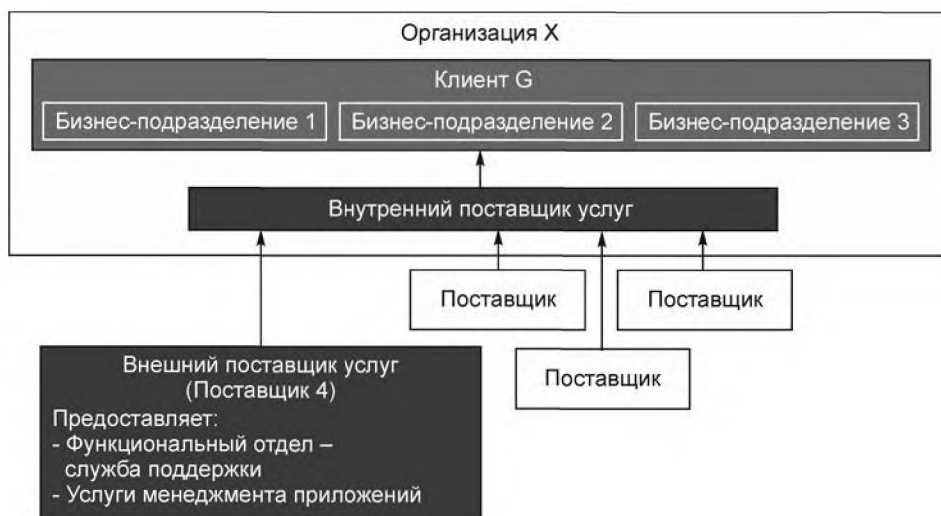 Организация X
Клиент G
Бизнес-подразделение 1
Бизнес-подразделение 2
Бизнес-подразделение 3
Внутренний поставщик услуг
Поставщик
Поставщик
Поставщик
Внешний поставщик услуг
(Поставщик 4)
Предоставляет:
- Функциональный отдел –
служба поддержки
- Услуги менеджмента приложений